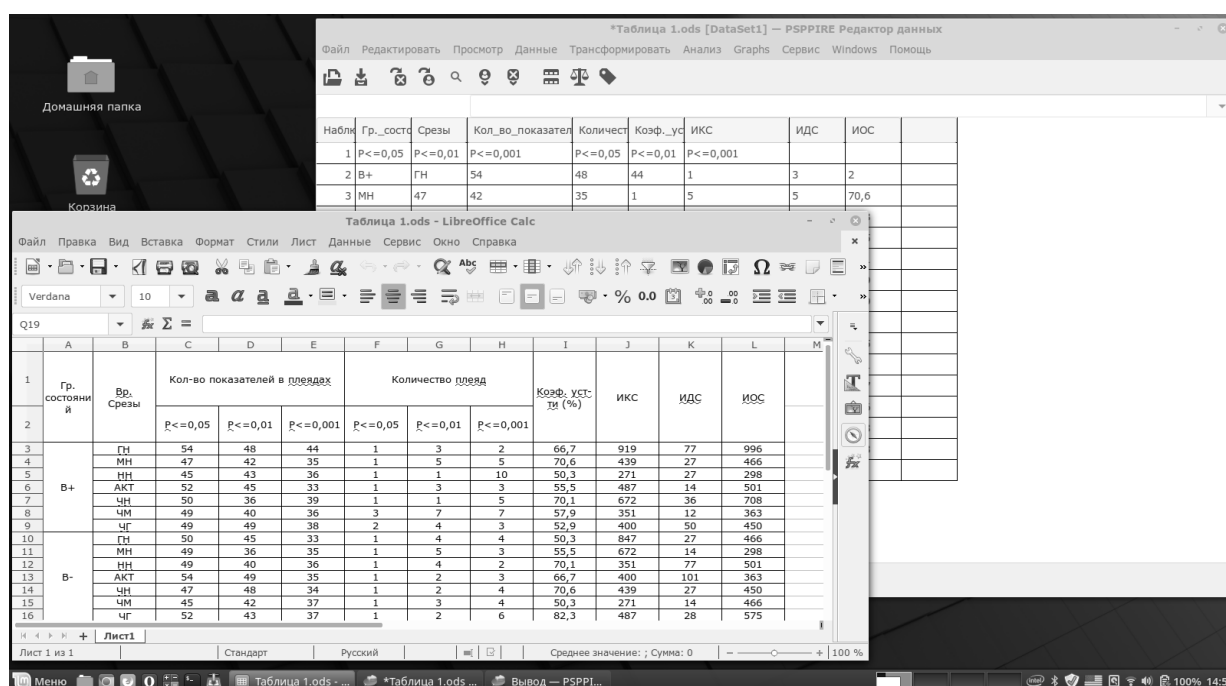 *Таблица 1.ods [DataSet1] — PSPPIRE Редактор данных
Файл Редактировать Просмотр Данные Трансформировать Анализ Graphs Сервис Windows Помощь
Домашняя папка
Корзина
Наблю Гр._состо Срезы Кол_во_показател Количест Коэф._ус ИКС ИДС ИОС
1 P<=0,05 P<=0,01 P<=0,001 P<=0,05 P<=0,01 P<=0,001
2 В+ ГН 54 48 44 1 3 2
3 МН 47 42 35 1 5 5 70,6
Таблица 1.ods - LibreOffice Calc
Файл Правка Вид Вставка Формат Стили Лист Данные Сервис Окно Справка
Verdana 10
Q19
A B C D E F G H I J K L M
1 Гр. состояни й Вр. Срезы Кол-во показателей в плеядах Количество плеяд Коэф. уст-ти (%) ИКС ИДС ИОС
2 P<=0,05 P<=0,01 P<=0,001 P<=0,05 P<=0,01 P<=0,001
3 ГН 54 48 44 1 3 2 66,7 919 77 996
4 МН 47 42 35 1 5 5 70,6 439 27 466
5 НН 45 43 36 1 1 10 50,3 271 27 298
6 В+ АКТ 52 45 33 1 3 3 55,5 487 14 501
7 ЧН 50 36 39 1 1 5 70,1 672 36 708
8 ЧМ 49 40 36 3 7 7 57,9 351 12 363
9 ЧГ 49 49 38 2 4 3 52,9 400 50 450
10 ГН 50 45 33 1 4 4 50,3 847 27 466
11 МН 49 36 35 1 5 3 55,5 672 14 298
12 НН 49 40 36 1 4 2 70,1 351 77 501
13 В- АКТ 54 49 35 1 2 3 66,7 400 101 363
14 ЧН 47 48 34 1 2 4 70,6 439 27 450
15 ЧМ 45 42 37 1 3 4 50,3 271 14 466
16 ЧГ 52 43 37 1 2 6 82,3 487 28 575
Лист1
Лист 1 из 1 Стандарт Русский Среднее значение: ; Сумма: 0 100 %
Меню Таблица 1.ods - ... *Таблица 1.ods ... Вывод — PSPPI... 100% 14:5